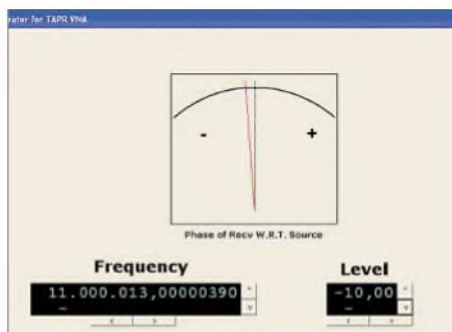 rator for TAPR VNA
- +
Phase of Recv W.R.T. Source
Frequency
11.000.013,00000390
Level
-10,00